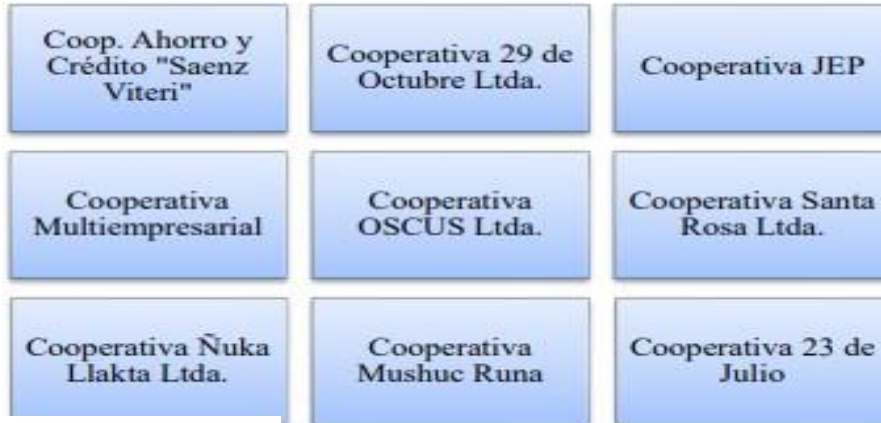 Coop. Ahorro y
Crédito "Saenz
Viteri"
Cooperativa 29 de
Octubre Ltda.
Cooperativa JEP
Cooperativa
Multiempresarial
Cooperativa
OSCUS Ltda.
Cooperativa Santa
Rosa Ltda.
Cooperativa Ñuka
Llakta Ltda.
Cooperativa
Mushuc Runa
Cooperativa 23 de
Julio